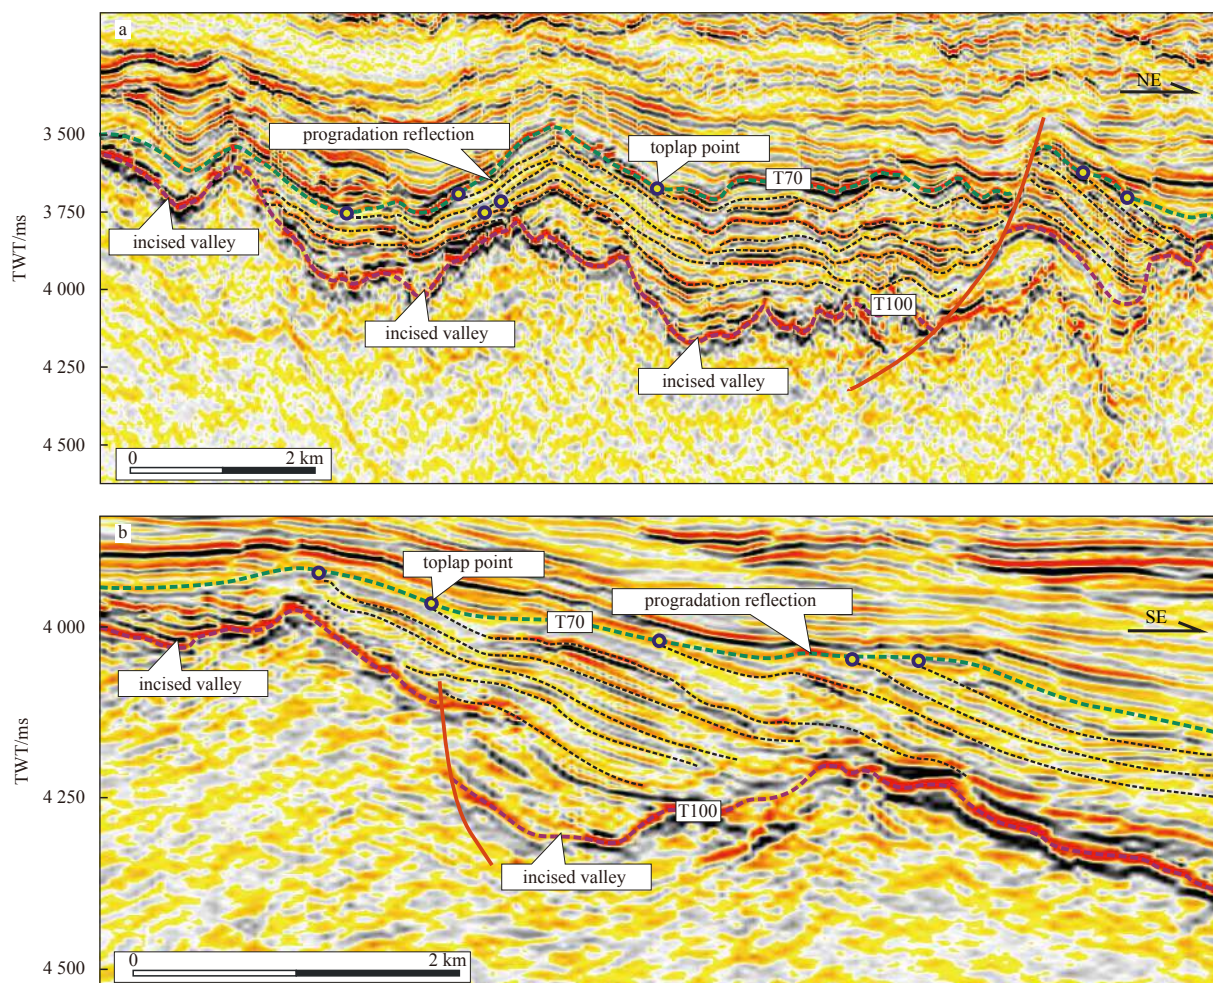 a
NE
3 500
progradation reflection
toplap point
T70
3 750
incised valley
TWT/ms
4 000
T100
incised valley
incised valley
4 250
4 500
0 2 km
b
toplap point
progradation reflection
T70
SE
4 000
incised valley
TWT/ms
4 250
T100
incised valley
4 500
0 2 km